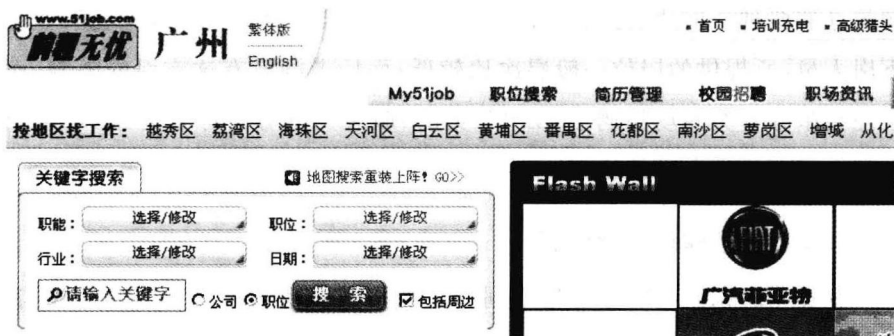 www.51job.com
前程无忧
广州
繁体版
English
▪ 首页 ▪ 培训充电 ▪ 高级猎头
My51job 职位搜索 简历管理 校园招聘 职场资讯
按地区找工作： 越秀区 荔湾区 海珠区 天河区 白云区 黄埔区 番禺区 花都区 南沙区 萝岗区 增城 从化
关键字搜索
地图搜索重装上阵！ GO>>
职能： 选择/修改 职位： 选择/修改
行业： 选择/修改 日期： 选择/修改
请输入关键字 公司 职位 搜 索 包括周边
Flash Wall
FIAT
广汽菲亚特